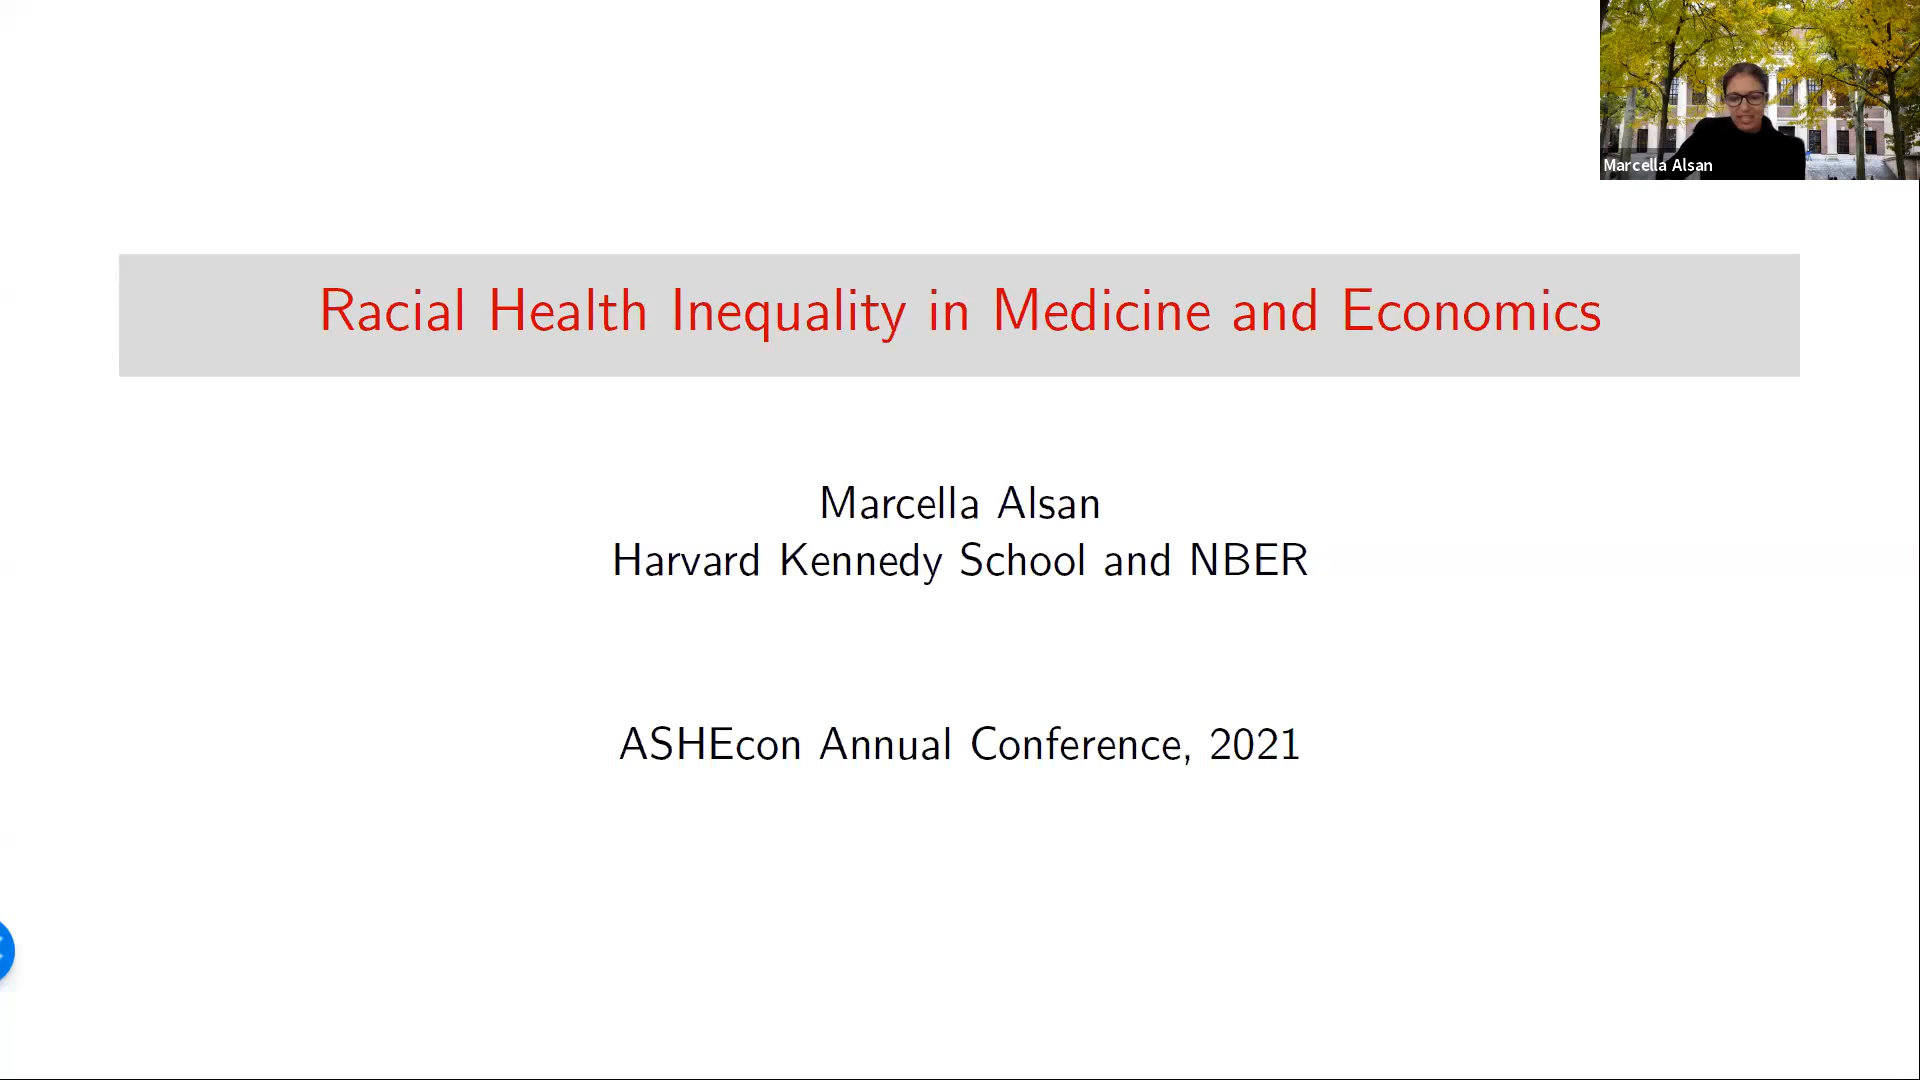 Marcella Alsan
Racial Health Inequality in Medicine and Economics
Marcella Alsan
Harvard Kennedy School and NBER
ASHEcon Annual Conference, 2021